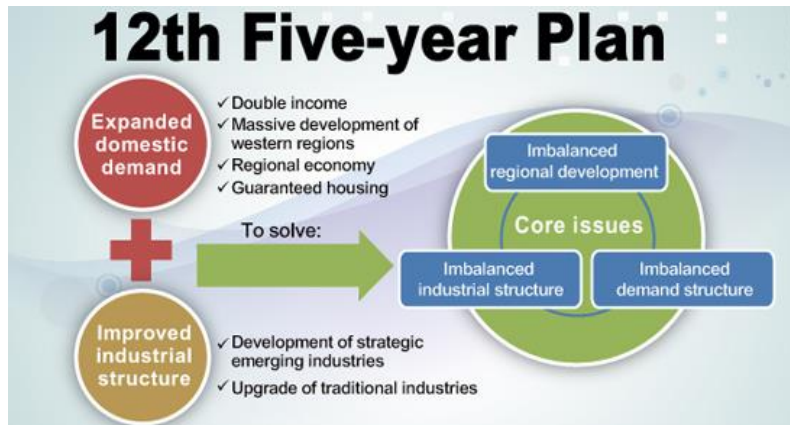 12th Five-year Plan
Expanded
domestic
demand
✓ Double income
✓ Massive development of
western regions
✓ Regional economy
✓ Guaranteed housing
To solve:
Improved
industrial
structure
✓ Development of strategic
emerging industries
✓ Upgrade of traditional industries
Imbalanced
regional development
Core issues
Imbalanced
industrial structure
Imbalanced
demand structure